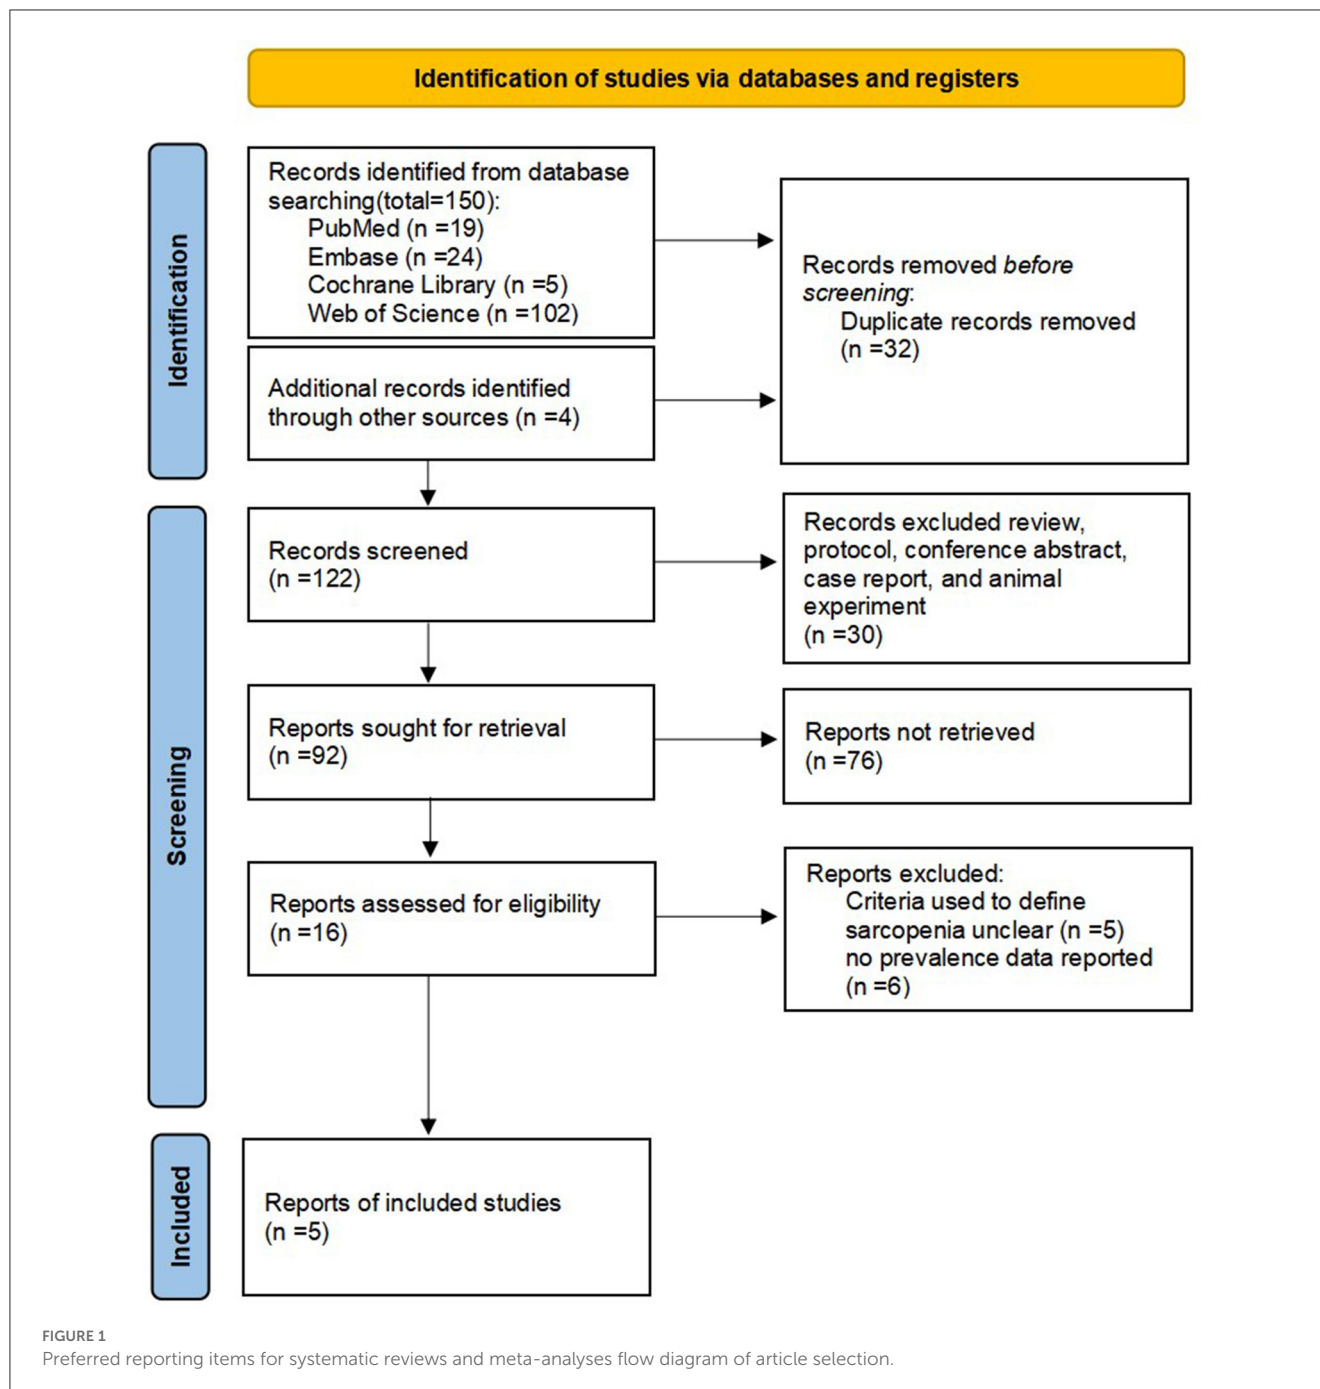 Identification of studies via databases and registers
Identification
Records identified from database
searching(total=150):
PubMed (n =19)
Embase (n =24)
Cochrane Library (n =5)
Web of Science (n =102)
Records removed before
screening:
Duplicate records removed
(n =32)
Additional records identified
through other sources (n =4)
Screening
Records screened
(n =122)
Records excluded review,
protocol, conference abstract,
case report, and animal
experiment
(n =30)
Reports sought for retrieval
(n =92)
Reports not retrieved
(n =76)
Reports assessed for eligibility
(n =16)
Reports excluded:
Criteria used to define
sarcopenia unclear (n =5)
no prevalence data reported
(n =6)
Included
Reports of included studies
(n =5)
FIGURE 1
Preferred reporting items for systematic reviews and meta-analyses flow diagram of article selection.